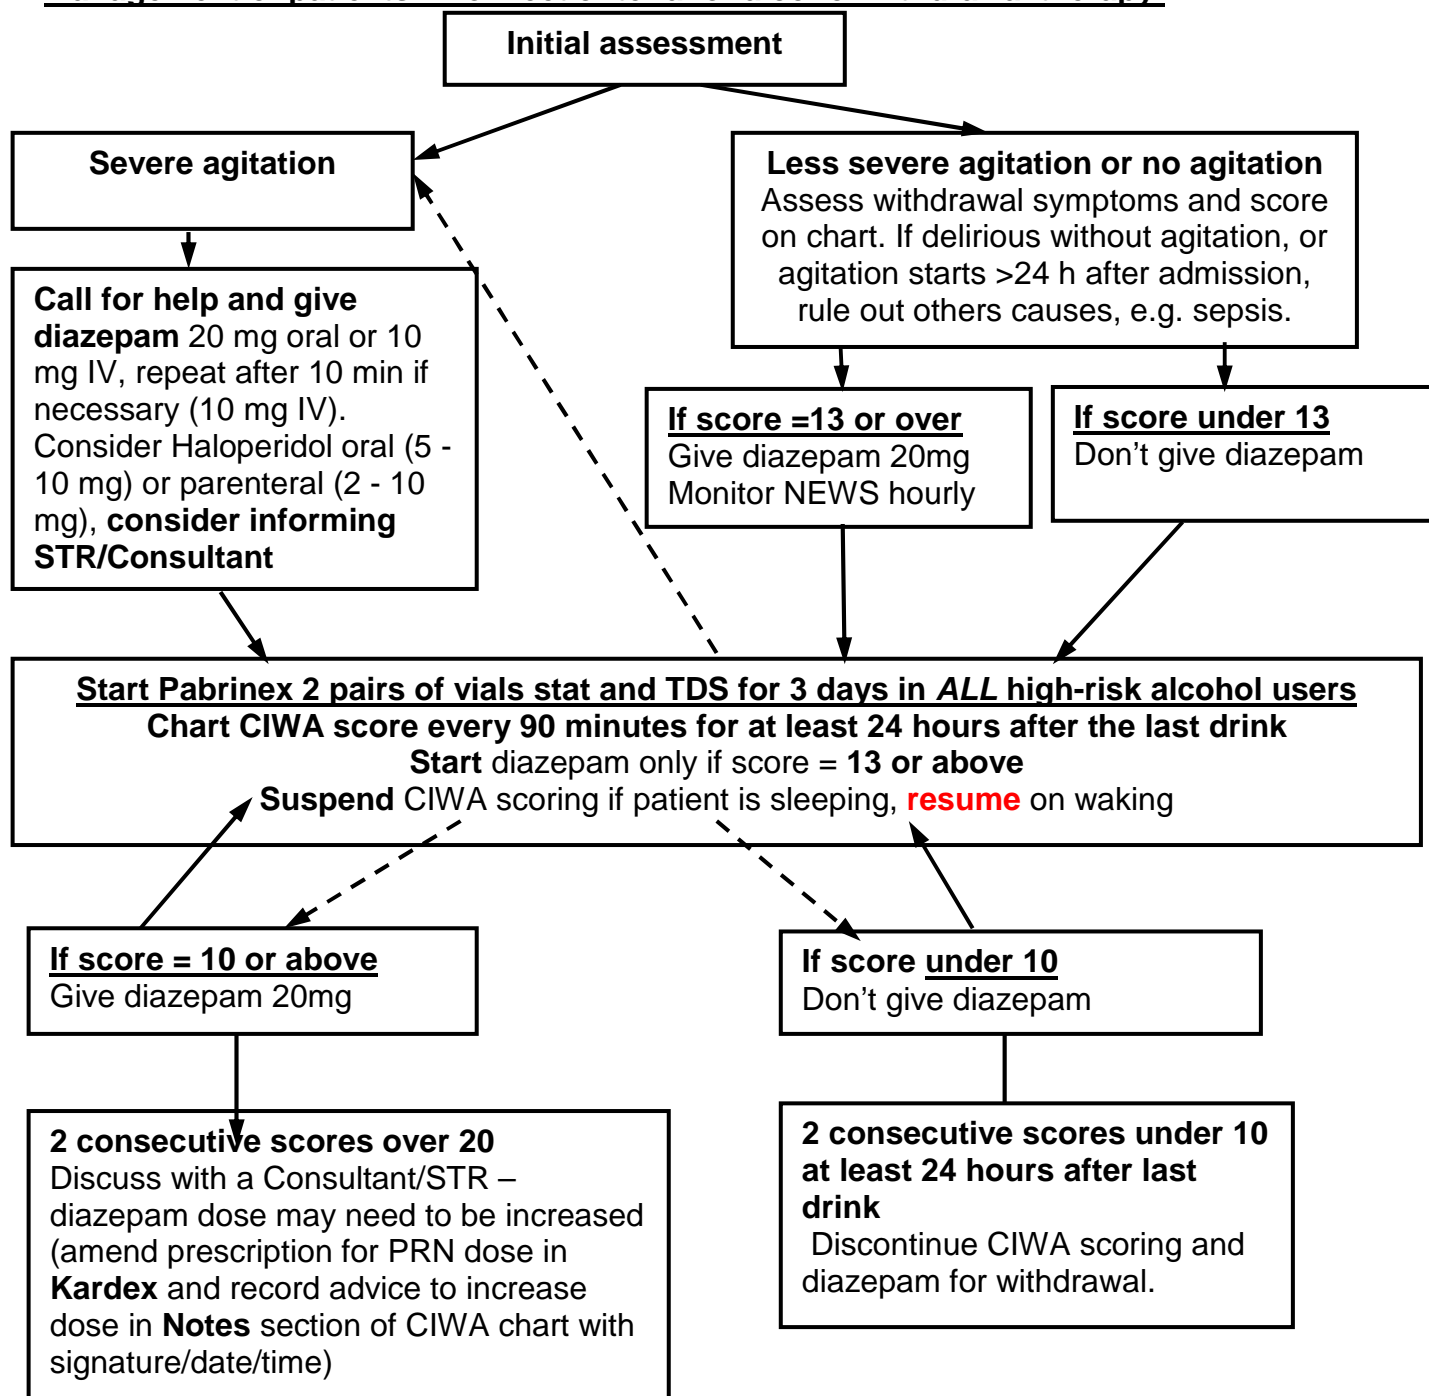 Initial assessment
Severe agitation
Less severe agitation or no agitation
Assess withdrawal symptoms and score
on chart. If delirious without agitation, or
agitation starts >24 h after admission,
rule out others causes, e.g. sepsis.
Call for help and give
diazepam 20 mg oral or 10
mg IV, repeat after 10 min if
necessary (10 mg IV).
Consider Haloperidol oral (5 -
10 mg) or parenteral (2 - 10
mg), consider informing
STR/Consultant
If score =13 or over
Give diazepam 20mg
Monitor NEWS hourly
If score under 13
Don’t give diazepam
Start Pabrinex 2 pairs of vials stat and TDS for 3 days in ALL high-risk alcohol users
Chart CIWA score every 90 minutes for at least 24 hours after the last drink
Start diazepam only if score = 13 or above
Suspend CIWA scoring if patient is sleeping, resume on waking
If score = 10 or above
Give diazepam 20mg
If score under 10
Don’t give diazepam
2 consecutive scores over 20
Discuss with a Consultant/STR –
diazepam dose may need to be increased
(amend prescription for PRN dose in
Kardex and record advice to increase
dose in Notes section of CIWA chart with
signature/date/time)
2 consecutive scores under 10
at least 24 hours after last
drink
Discontinue CIWA scoring and
diazepam for withdrawal.